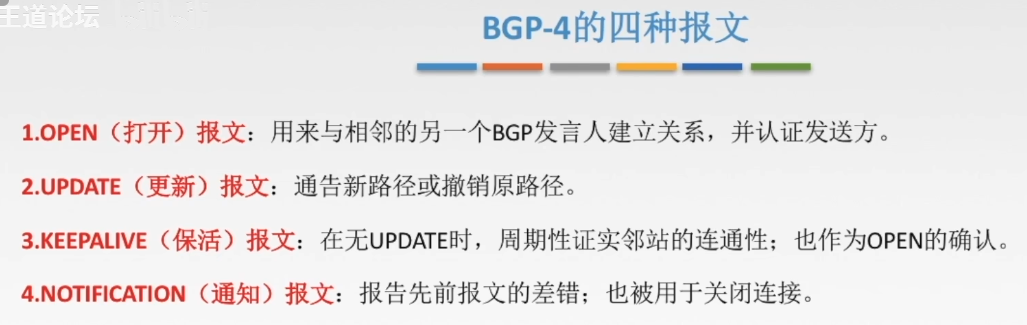 王道论坛
BGP-4的四种报文
1.OPEN（打开）报文：用来与相邻的另一个BGP发言人建立关系，并认证发送方。
2.UPDATE（更新）报文：通告新路径或撤销原路径。
3.KEEPALIVE（保活）报文：在无UPDATE时，周期性证实邻站的连通性；也作为OPEN的确认。
4.NOTIFICATION（通知）报文：报告先前报文的差错；也被用于关闭连接。